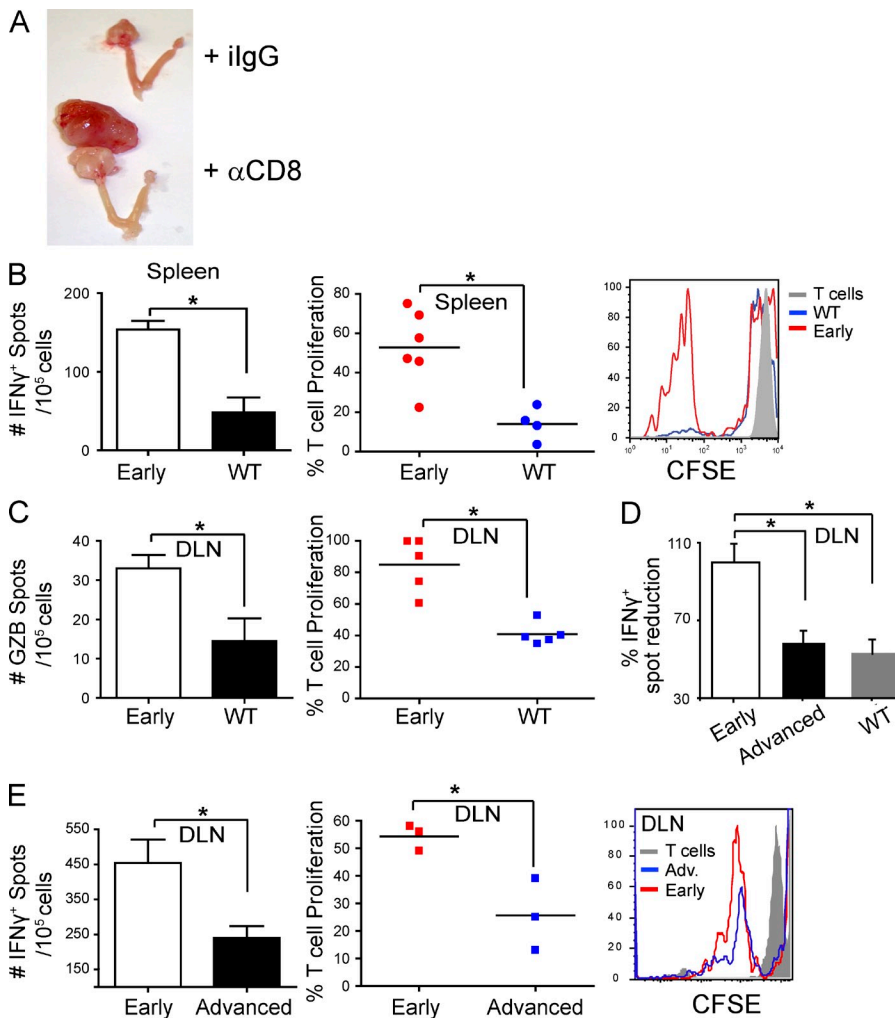 A
+ iIgG
+ αCD8
B
Spleen
# IFNγ⁺ Spots
/10⁵ cells
200
100
0
Early
WT
*
% T cell Proliferation
80
60
40
20
0
*
Spleen
Early
WT
100
80
60
40
20
0
10⁰
10¹
10²
10³
10⁴
CFSE
T cells
WT
Early
C
# GZB Spots
/10⁵ cells
40
30
20
10
0
*
DLN
Early
WT
% T cell Proliferation
100
80
60
40
20
0
*
DLN
Early
WT
D
% IFNγ⁺
spot reduction
110
70
30
*
*
DLN
Early
Advanced
WT
E
# IFNγ⁺ Spots
/10⁵ cells
550
450
350
250
150
*
DLN
Early
Advanced
% T cell Proliferation
60
50
40
30
20
10
0
*
DLN
Early
Advanced
DLN
T cells
Adv.
Early
100
80
60
40
20
0
CFSE